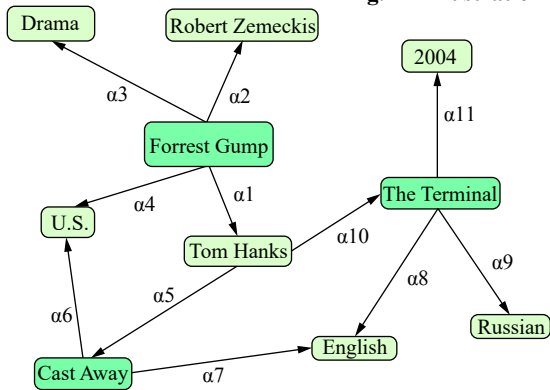 Drama
Robert Zemeckis
2004
α3
α2
α11
Forrest Gump
α4
α1
The Terminal
U.S.
Tom Hanks
α10
α8
α9
α5
α6
Russian
English
Cast Away
α7